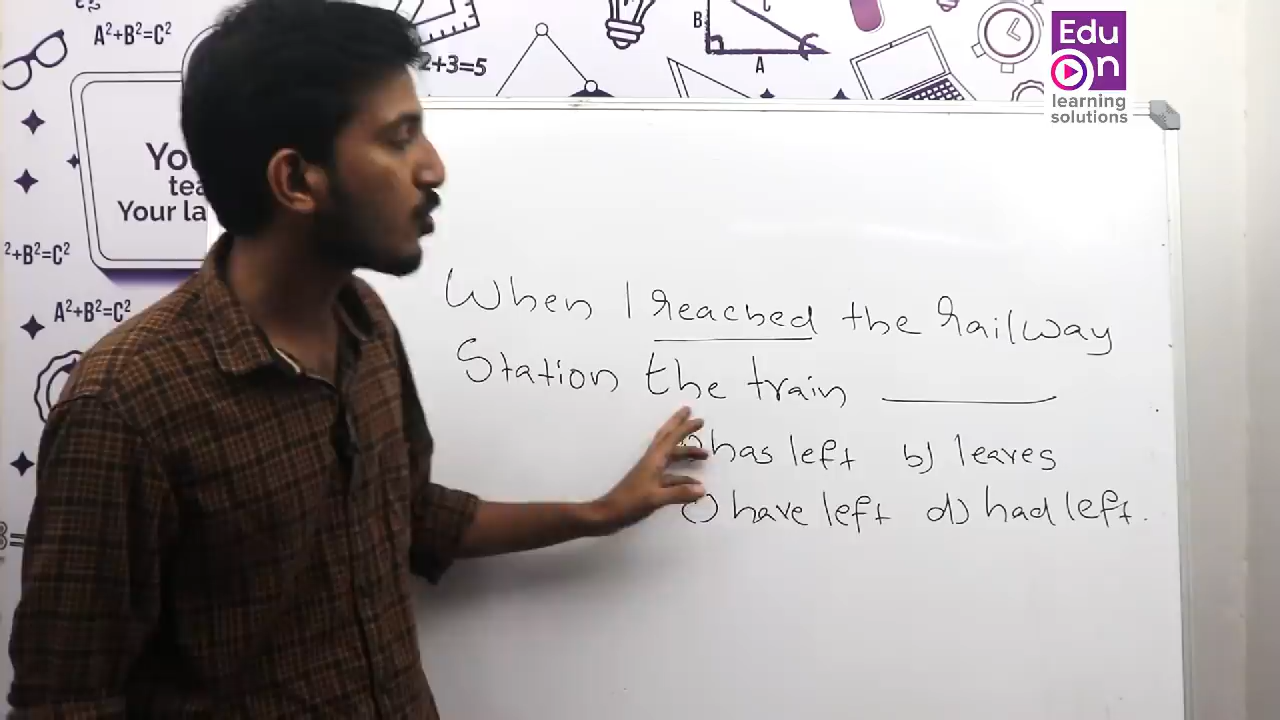 A²+B²=C²
2+3=5
B
C
A
Edu
On
learning
solutions
Your la
²+B²=C²
A²+B²=C²
When I reached the railway
Station the train ______
has left b) leaves
c) have left d) had left.